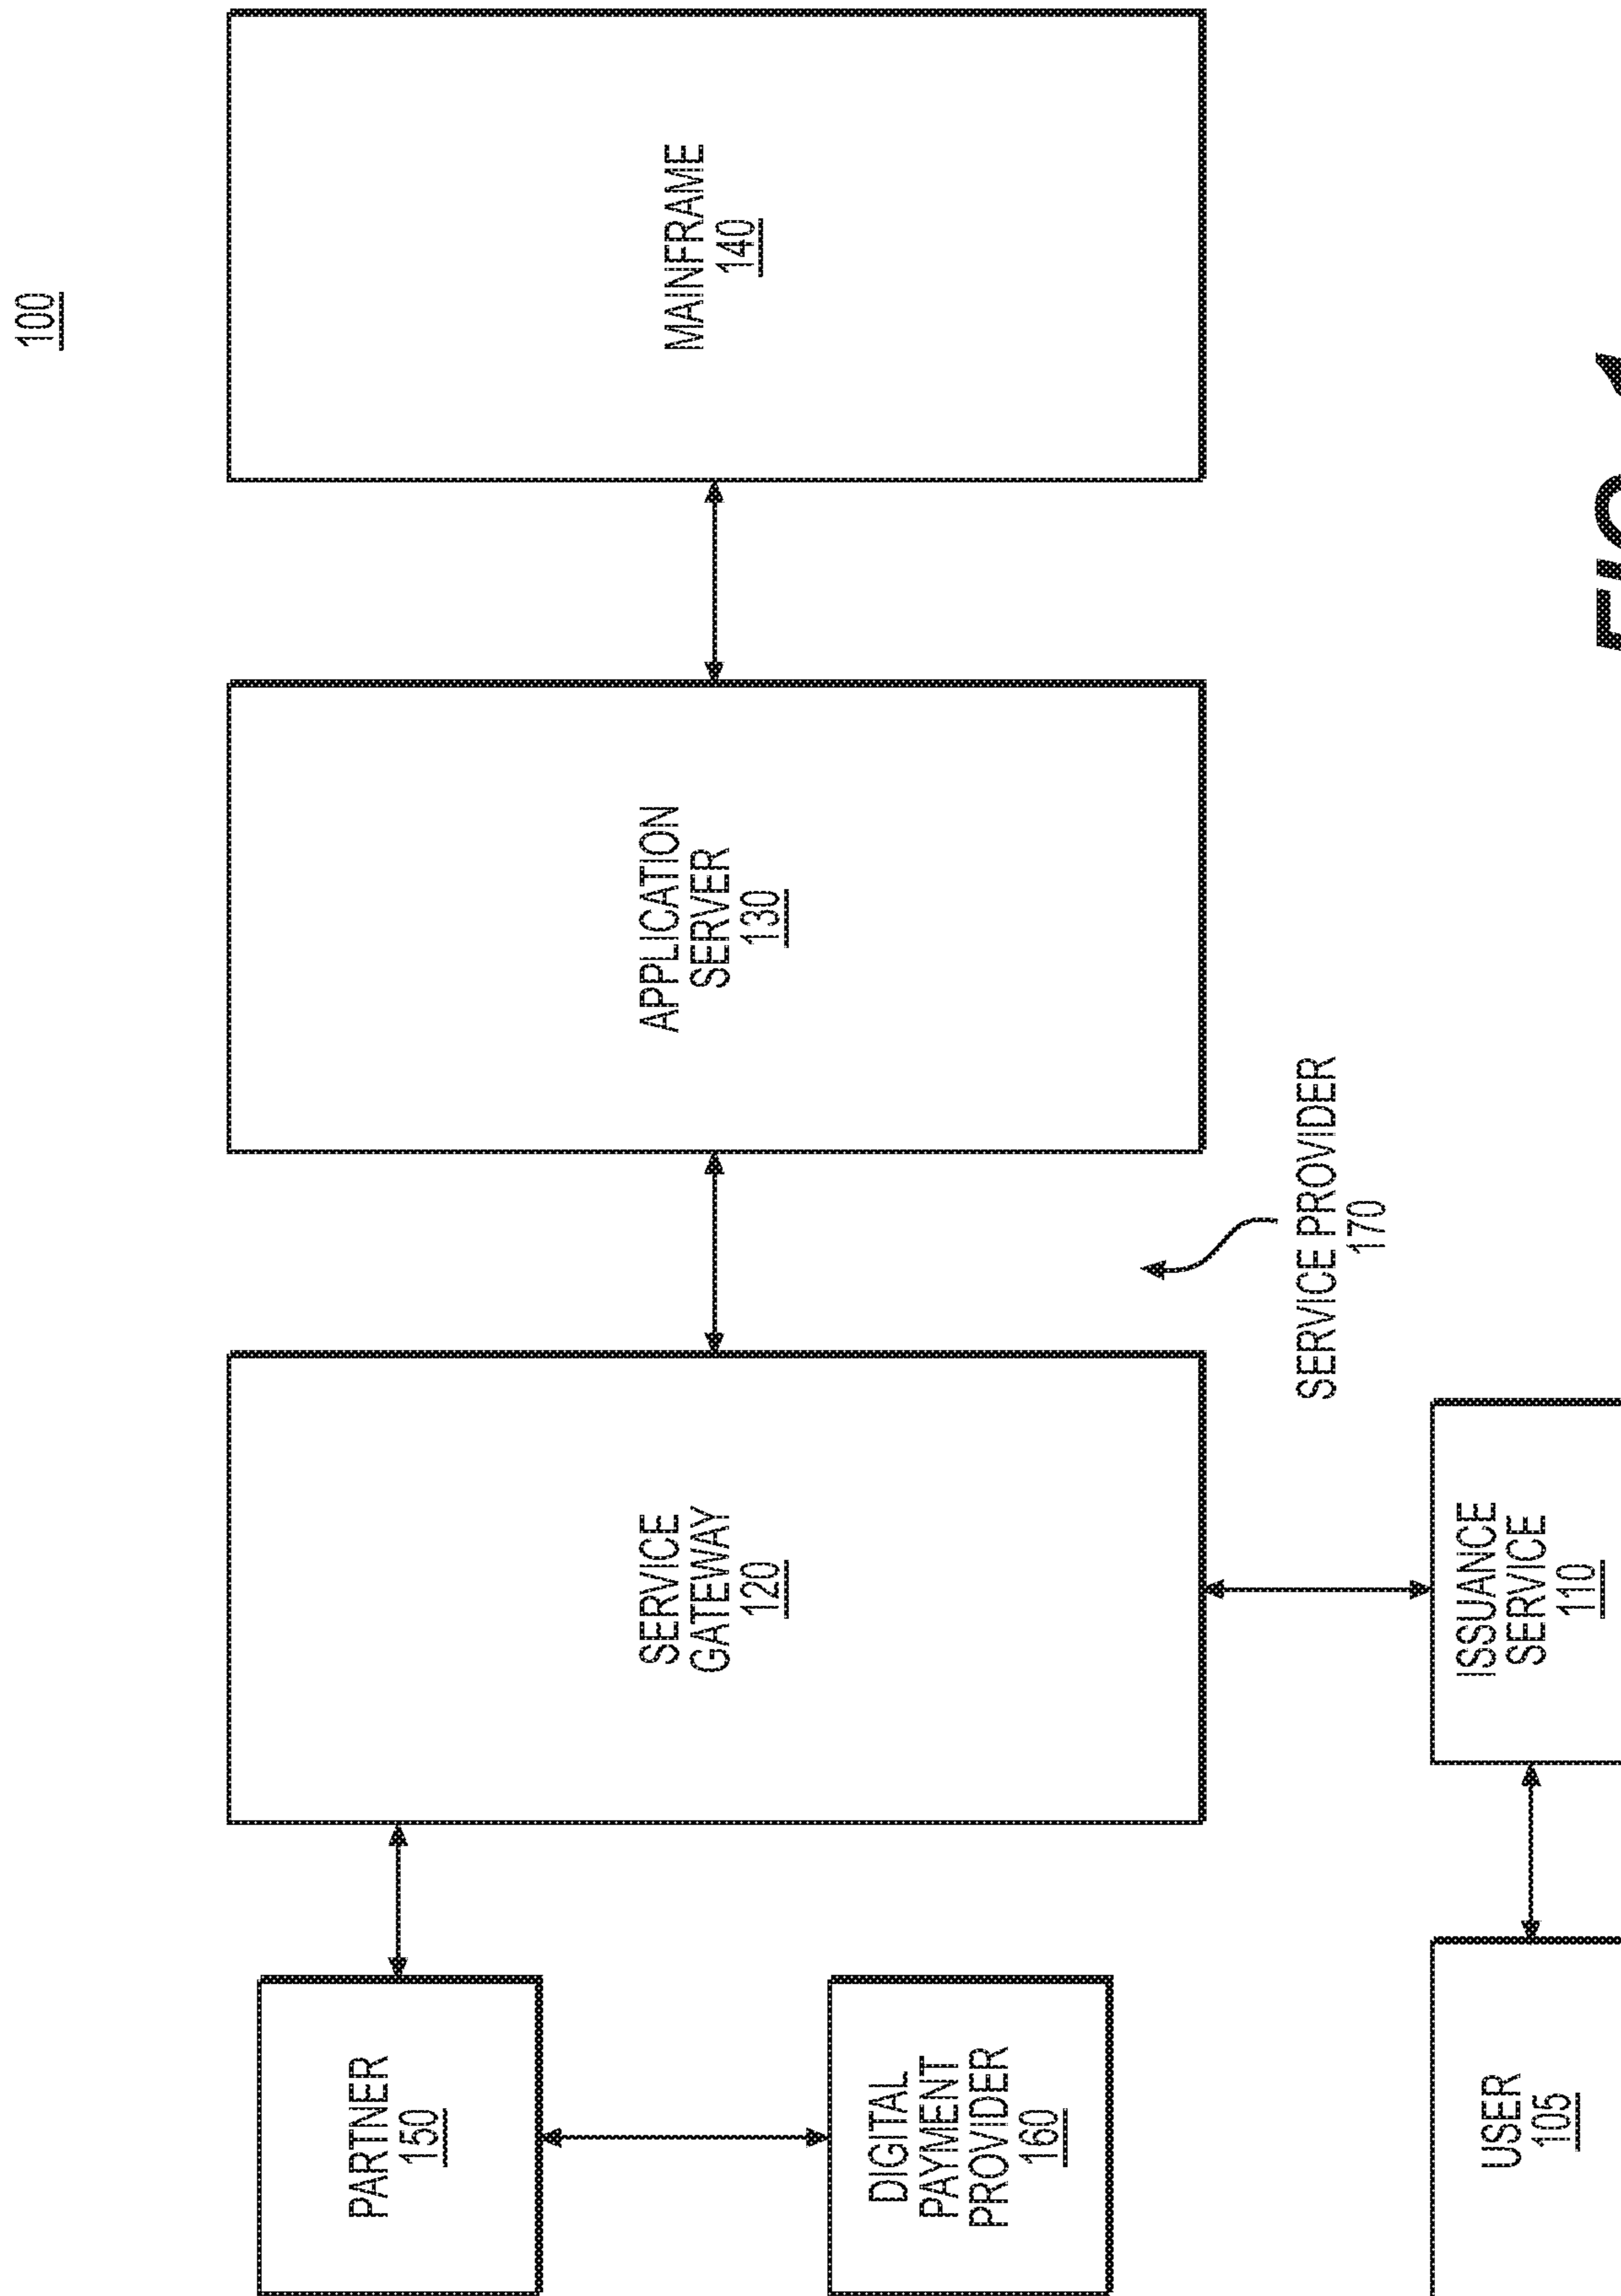 100
PARTNER
150
DIGITAL
PAYMENT
PROVIDER
160
SERVICE
GATEWAY
120
APPLICATION
SERVER
130
MAINFRAME
140
SERVICE PROVIDER
170
USER
105
ISSUANCE
SERVICE
110